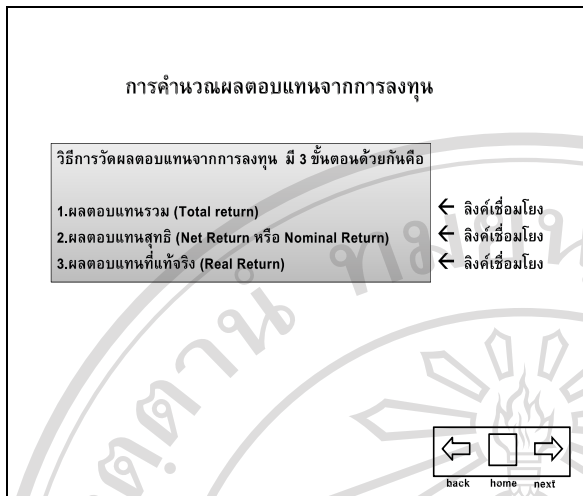 การคำนวณผลตอบแทนจากการลงทุน
วิธีการวัดผลตอบแทนจากการลงทุน มี 3 ขั้นตอนด้วยกันคือ
1.ผลตอบแทนรวม (Total return) ← ลิงค์เชื่อมโยง
2.ผลตอบแทนสุทธิ (Net Return หรือ Nominal Return) ← ลิงค์เชื่อมโยง
3.ผลตอบแทนที่แท้จริง (Real Return) ← ลิงค์เชื่อมโยง
back home next